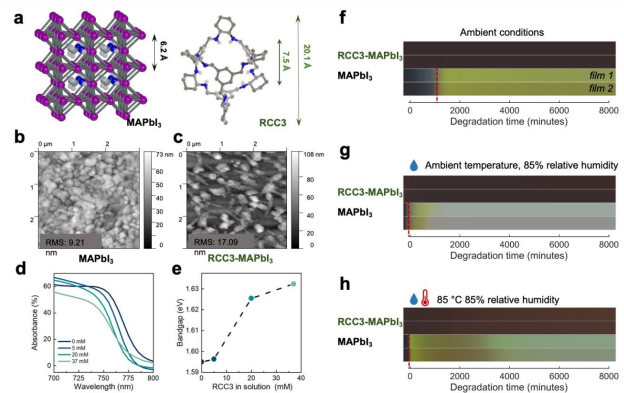 a
6.2 Å
MAPbI3
7.5 Å
20.1 Å
RCC3
b
0 µm 1 2
0
1
2
73 nm
60
50
40
30
20
10
0
RMS: 9.21
nm
MAPbI3
c
0 µm 1 2
0
1
2
108 nm
80
60
40
20
0
RMS: 17.09
nm
RCC3-MAPbI3
d
Absorbance (%)
60
40
20
0
0 mM
5 mM
20 mM
37 mM
700 725 750 775 800
Wavelength (nm)
e
Bandgap (eV)
1.63
1.62
1.61
1.60
1.59
0 10 20 30 40
RCC3 in solution (mM)
f
Ambient conditions
RCC3-MAPbI3
MAPbI3
film 1
film 2
0 2000 4000 6000 8000
Degradation time (minutes)
g
Ambient temperature, 85% relative humidity
RCC3-MAPbI3
MAPbI3
0 2000 4000 6000 8000
Degradation time (minutes)
h
85 °C 85% relative humidity
RCC3-MAPbI3
MAPbI3
0 2000 4000 6000 8000
Degradation time (minutes)